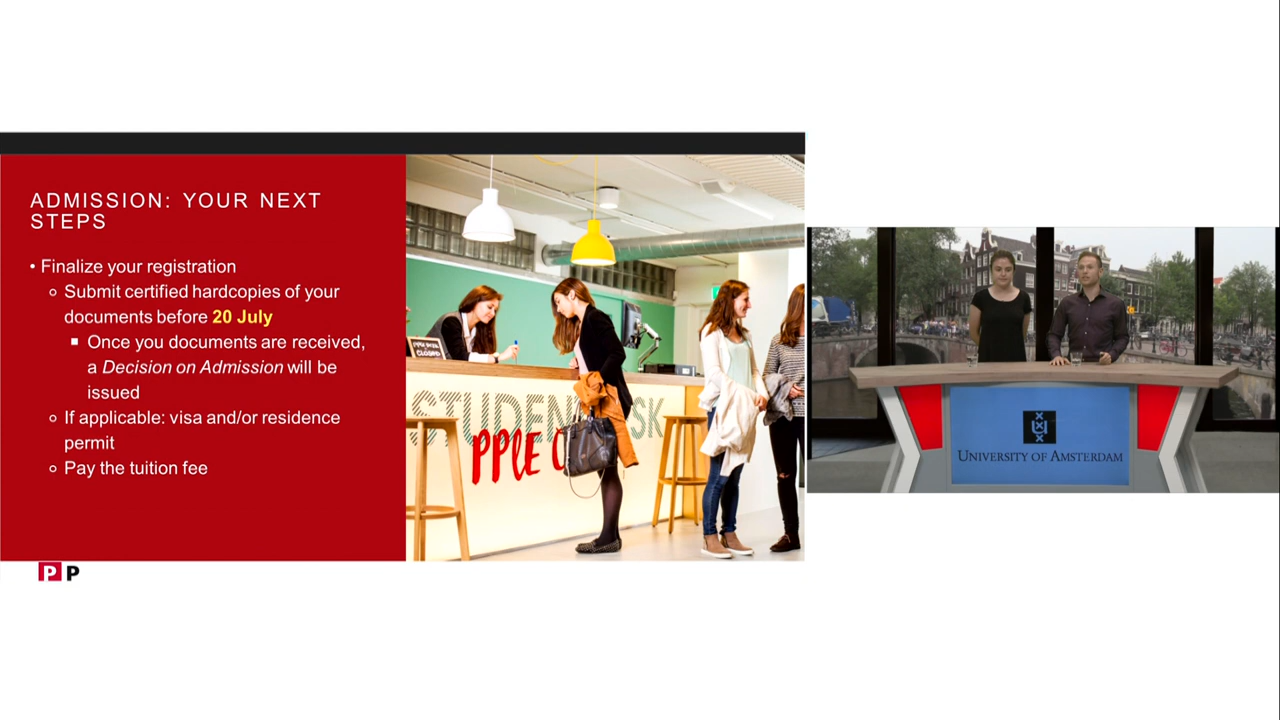 ADMISSION: YOUR NEXT
STEPS
• Finalize your registration
Submit certified hardcopies of your
documents before 20 July
Once you documents are received,
a Decision on Admission will be
issued
If applicable: visa and/or residence
permit
Pay the tuition fee
CLOSED
PPLE
UNIVERSITY OF AMSTERDAM
P P